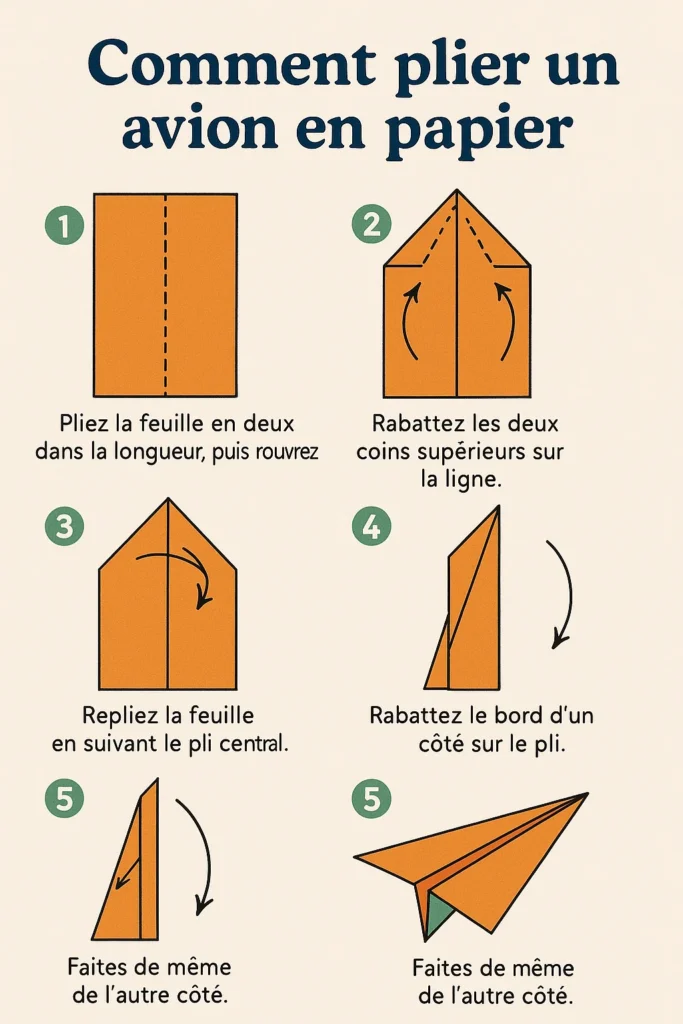 Comment plier un
avion en papier
1
Pliez la feuille en deux
dans la longueur, puis rouvrez
2
Rabattez les deux
coins supérieurs sur
la ligne.
3
Repliez la feuille
en suivant le pli central.
4
Rabattez le bord d'un
côté sur le pli.
5
Faites de même
de l'autre côté.
5
Faites de même
de l'autre côté.